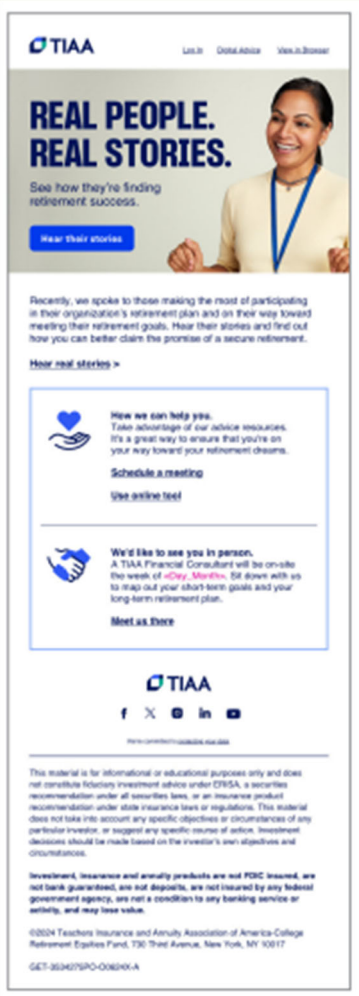 TIAA
Log In Digital Advice View in Browser
REAL PEOPLE.
REAL STORIES.
See how they're finding
retirement success.
Hear their stories
Recently, we spoke to those making the most of participating
in their organization's retirement plan and on their way toward
meeting their retirement goals. Hear their stories and find out
how you can better claim the promise of a secure retirement.
Hear real stories >
How we can help you.
Take advantage of our advice resources.
It's a great way to ensure that you're on
your way toward your retirement dreams.
Schedule a meeting
Use online tool
We'd like to see you in person.
A TIAA Financial Consultant will be on-site
the week of <Day_Month>. Sit down with us
to map out your short-term goals and your
long-term retirement plan.
Meet us there
TIAA
We're committed to protecting your data
This material is for informational or educational purposes only and does
not constitute fiduciary investment advice under ERISA, a securities
recommendation under all securities laws, or an insurance product
recommendation under state insurance laws or regulations. This material
does not take into account any specific objectives or circumstances of any
particular investor, or suggest any specific course of action. Investment
decisions should be made based on the investor's own objectives and
circumstances.
Investment, insurance and annuity products are not FDIC insured, are
not bank guaranteed, are not deposits, are not insured by any federal
government agency, are not a condition to any banking service or
activity, and may lose value.
©2024 Teachers Insurance and Annuity Association of America-College
Retirement Equities Fund, 730 Third Avenue, New York, NY 10017